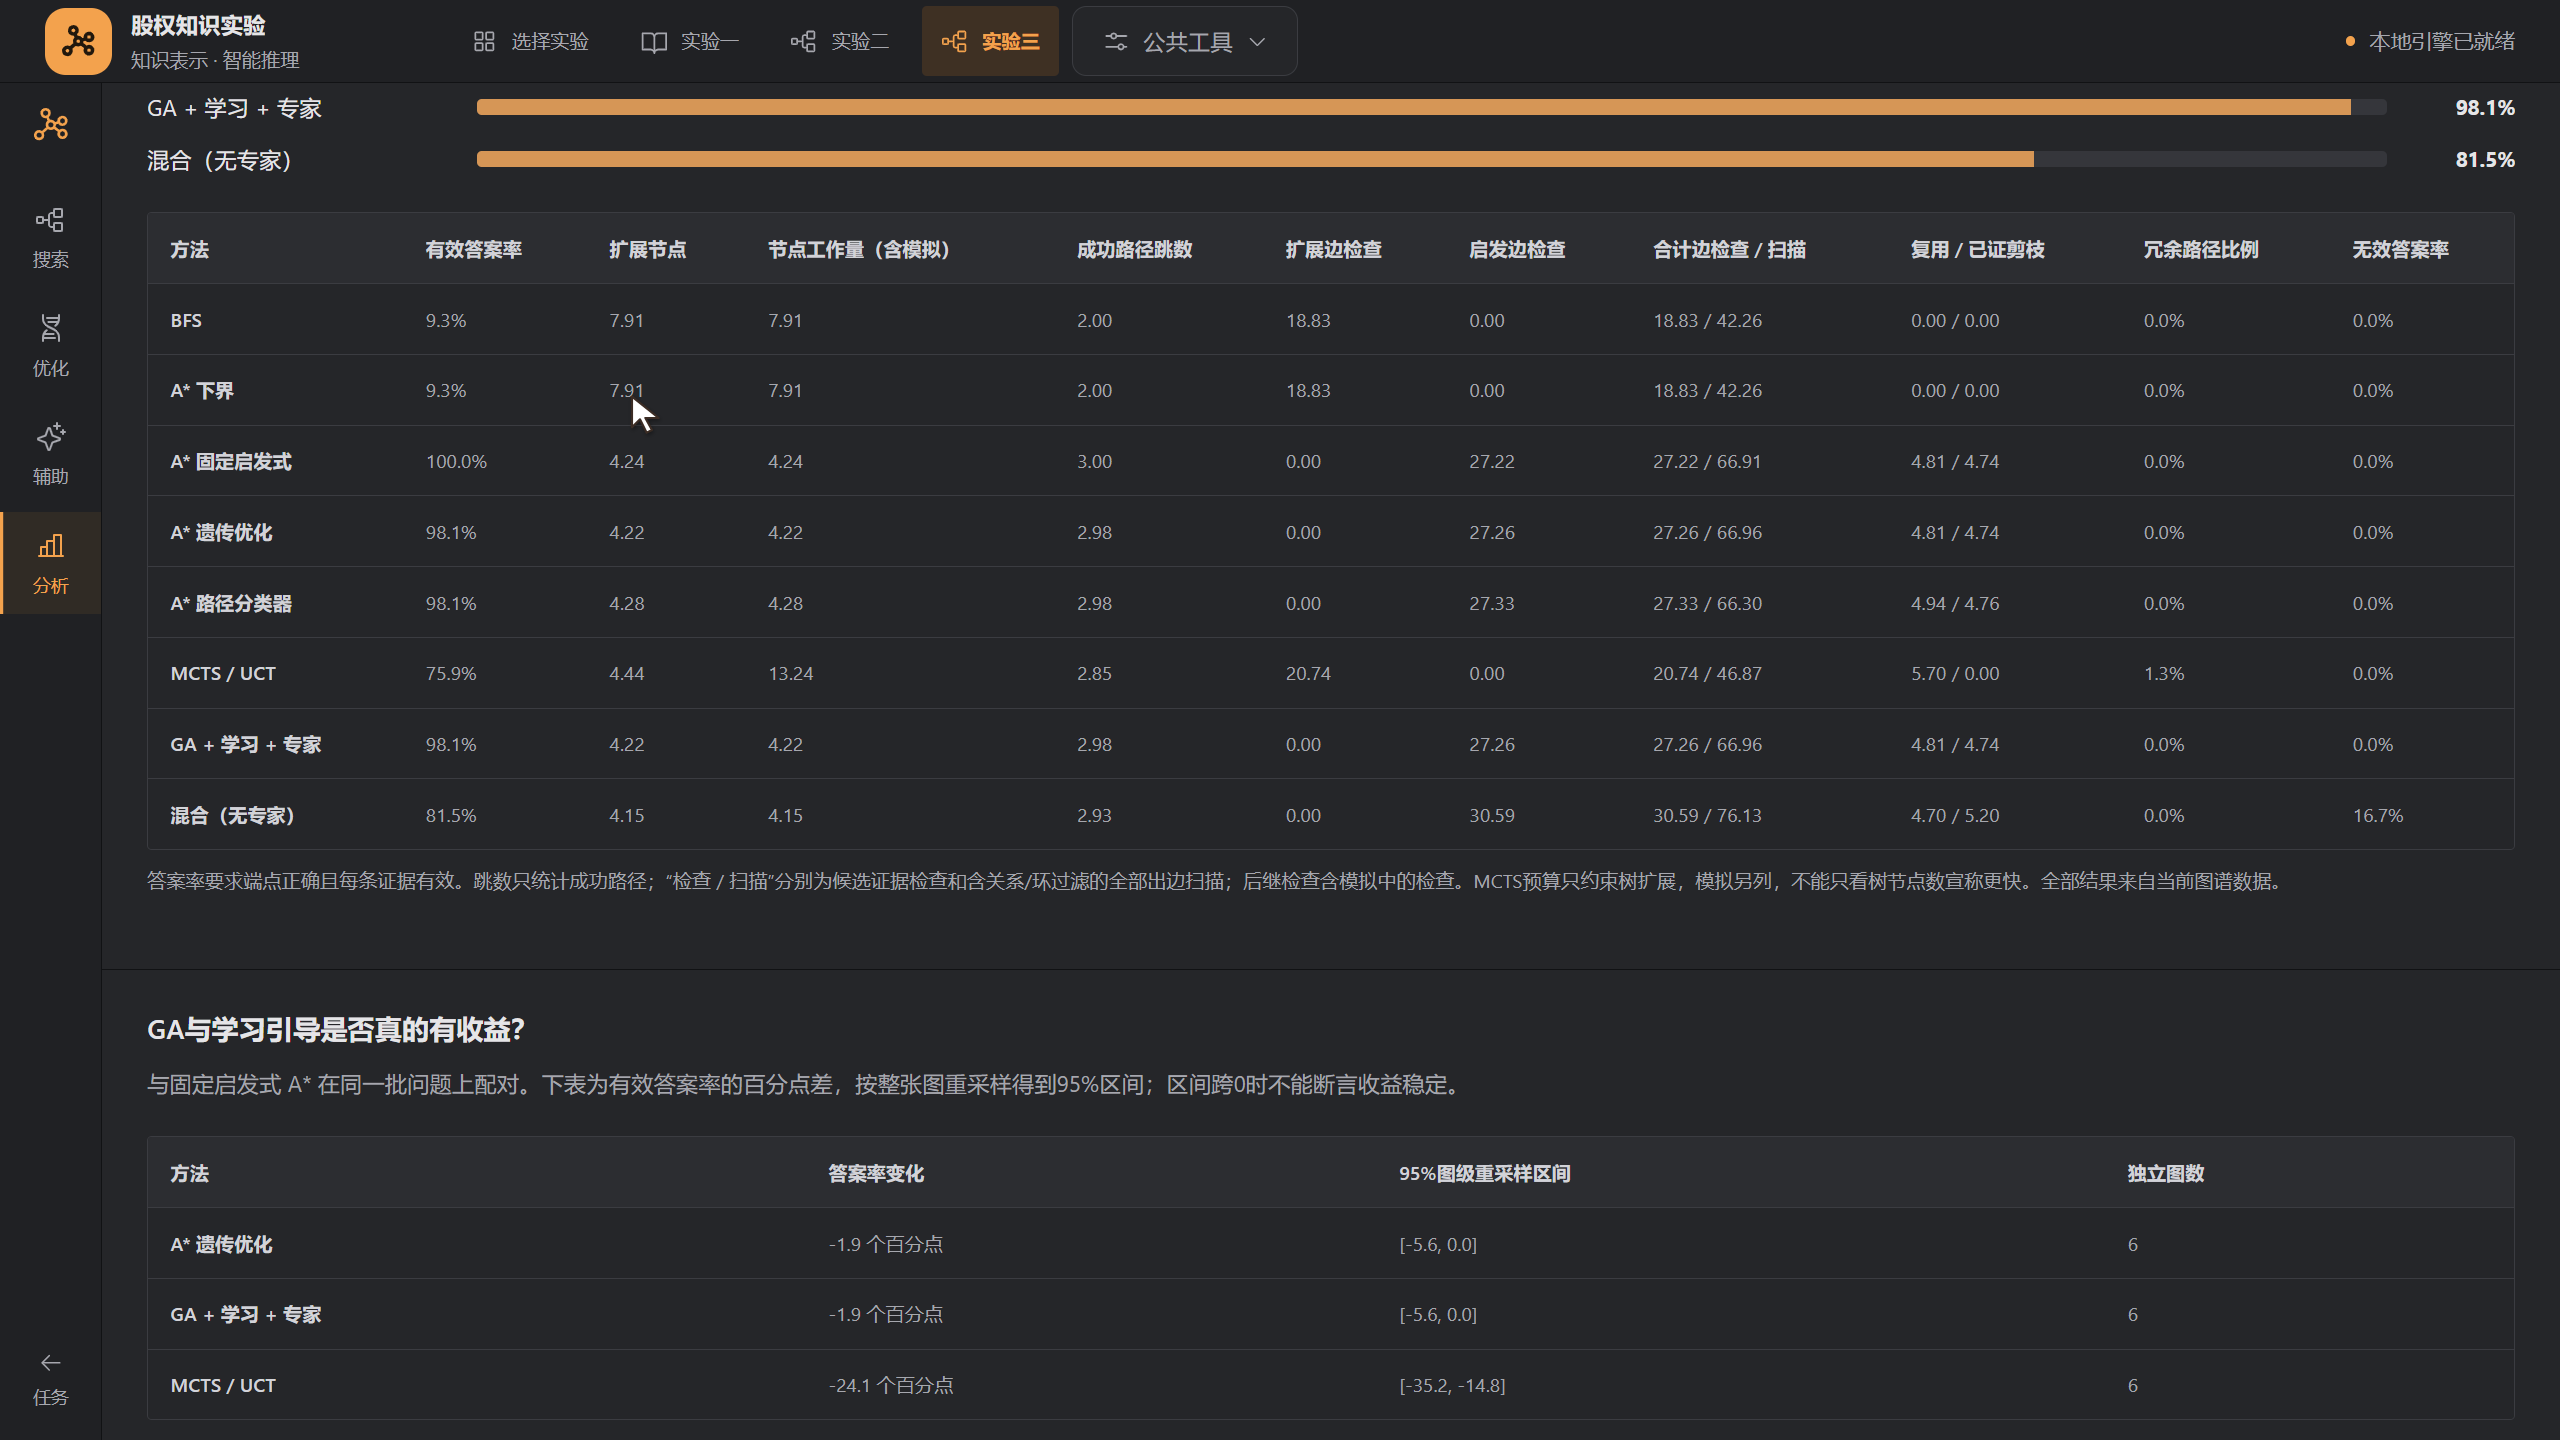 股权知识实验
知识表示 · 智能推理
选择实验
实验一
实验二
实验三
公共工具
本地引擎已就绪
搜索
优化
辅助
分析
任务
GA + 学习 + 专家 98.1%
混合（无专家） 81.5%
方法 有效答案率 扩展节点 节点工作量（含模拟） 成功路径跳数 扩展边检查 启发边检查 合计边检查 / 扫描 复用 / 已证剪枝 冗余路径比例 无效答案率
BFS 9.3% 7.91 7.91 2.00 18.83 0.00 18.83 / 42.26 0.00 / 0.00 0.0% 0.0%
A* 下界 9.3% 7.91 7.91 2.00 18.83 0.00 18.83 / 42.26 0.00 / 0.00 0.0% 0.0%
A* 固定启发式 100.0% 4.24 4.24 3.00 0.00 27.22 27.22 / 66.91 4.81 / 4.74 0.0% 0.0%
A* 遗传优化 98.1% 4.22 4.22 2.98 0.00 27.26 27.26 / 66.96 4.81 / 4.74 0.0% 0.0%
A* 路径分类器 98.1% 4.28 4.28 2.98 0.00 27.33 27.33 / 66.30 4.94 / 4.76 0.0% 0.0%
MCTS / UCT 75.9% 4.44 13.24 2.85 20.74 0.00 20.74 / 46.87 5.70 / 0.00 1.3% 0.0%
GA + 学习 + 专家 98.1% 4.22 4.22 2.98 0.00 27.26 27.26 / 66.96 4.81 / 4.74 0.0% 0.0%
混合（无专家） 81.5% 4.15 4.15 2.93 0.00 30.59 30.59 / 76.13 4.70 / 5.20 0.0% 16.7%
答案率要求端点正确且每条证据有效。跳数只统计成功路径；“检查 / 扫描”分别为候选证据检查和含关系/环过滤的全部出边扫描；后继检查含模拟中的检查。MCTS预算只约束树扩展，模拟另列，不能只看树节点数宣称更快。全部结果来自当前图谱数据。
GA与学习引导是否真的有收益？
与固定启发式 A* 在同一批问题上配对。下表为有效答案率的百分点差，按整张图重采样得到95%区间；区间跨0时不能断言收益稳定。
方法 答案率变化 95%图级重采样区间 独立图数
A* 遗传优化 -1.9 个百分点 [-5.6, 0.0] 6
GA + 学习 + 专家 -1.9 个百分点 [-5.6, 0.0] 6
MCTS / UCT -24.1 个百分点 [-35.2, -14.8] 6